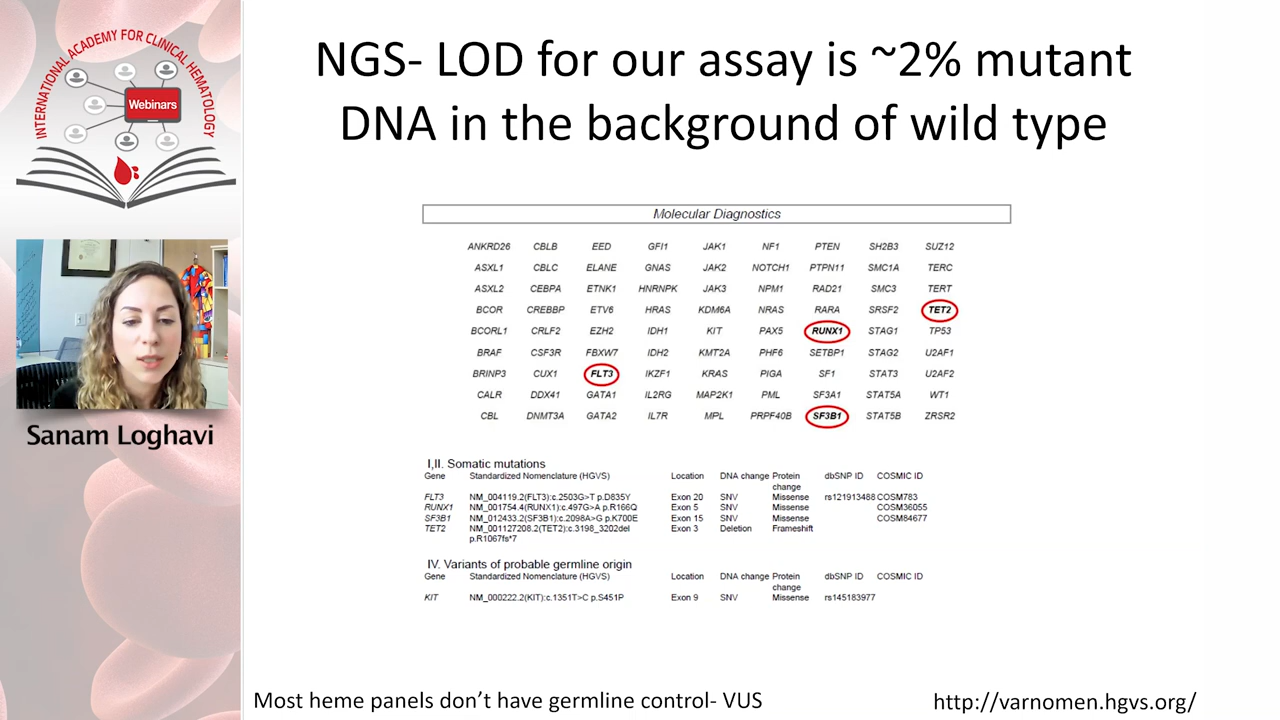 INTERNATIONAL ACADEMY FOR CLINICAL HEMATOLOGY
Webinars
Sanam Loghavi
NGS- LOD for our assay is ~2% mutant
DNA in the background of wild type
Molecular Diagnostics
ANKRD26 CBLB EED GFI1 JAK1 NF1 PTEN SH2B3 SUZ12
ASXL1 CBLC ELANE GNAS JAK2 NOTCH1 PTPN11 SMC1A TERC
ASXL2 CEBPA ETNK1 HNRNPK JAK3 NPM1 RAD21 SMC3 TERT
BCOR CREBBP ETV6 HRAS KDM6A NRAS RARA SRSF2 TET2
BCORL1 CRLF2 EZH2 IDH1 KIT PAX5 RUNX1 STAG1 TP53
BRAF CSF3R FBXW7 IDH2 KMT2A PHF6 SETBP1 STAG2 U2AF1
BRINP3 CUX1 FLT3 IKZF1 KRAS PIGA SF1 STAT3 U2AF2
CALR DDX41 GATA1 IL2RG MAP2K1 PML SF3A1 STAT5A WT1
CBL DNMT3A GATA2 IL7R MPL PRPF40B SF3B1 STAT5B ZRSR2
I,II. Somatic mutations
Gene Standardized Nomenclature (HGVS) Location DNA change Protein change dbSNP ID COSMIC ID
FLT3 NM_004119.2(FLT3):c.2503G>T p.D835Y Exon 20 SNV Missense rs121913488 COSM783
RUNX1 NM_001754.4(RUNX1):c.497G>A p.R166Q Exon 5 SNV Missense COSM36055
SF3B1 NM_012433.2(SF3B1):c.2098A>G p.K700E Exon 15 SNV Missense COSM84677
TET2 NM_001127208.2(TET2):c.3198_3202del Exon 3 Deletion Frameshift
p.R1067fs*7
IV. Variants of probable germline origin
Gene Standardized Nomenclature (HGVS) Location DNA change Protein change dbSNP ID COSMIC ID
KIT NM_000222.2(KIT):c.1351T>C p.S451P Exon 9 SNV Missense rs145183977
Most heme panels don't have germline control- VUS
http://varnomen.hgvs.org/